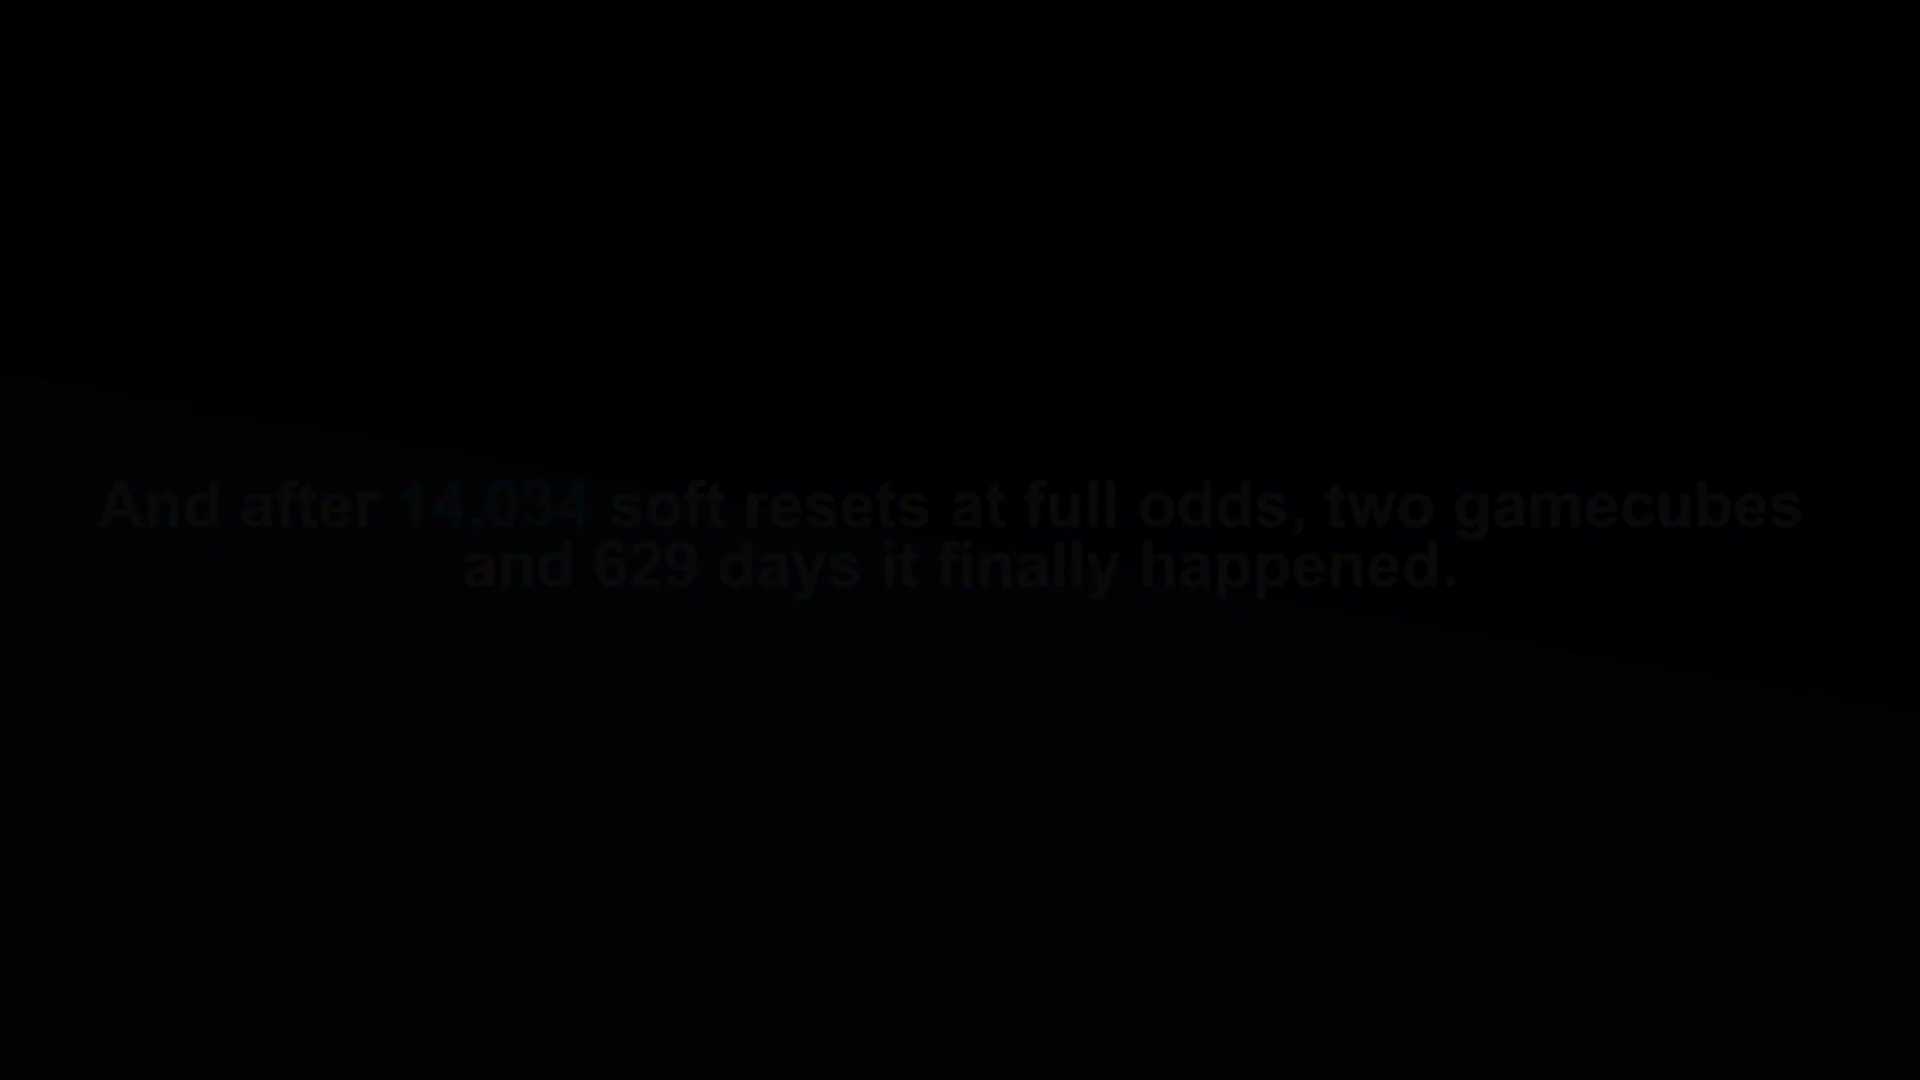 And after 14,034 soft resets at full odds, two gamecubes
and 629 days it finally happened.